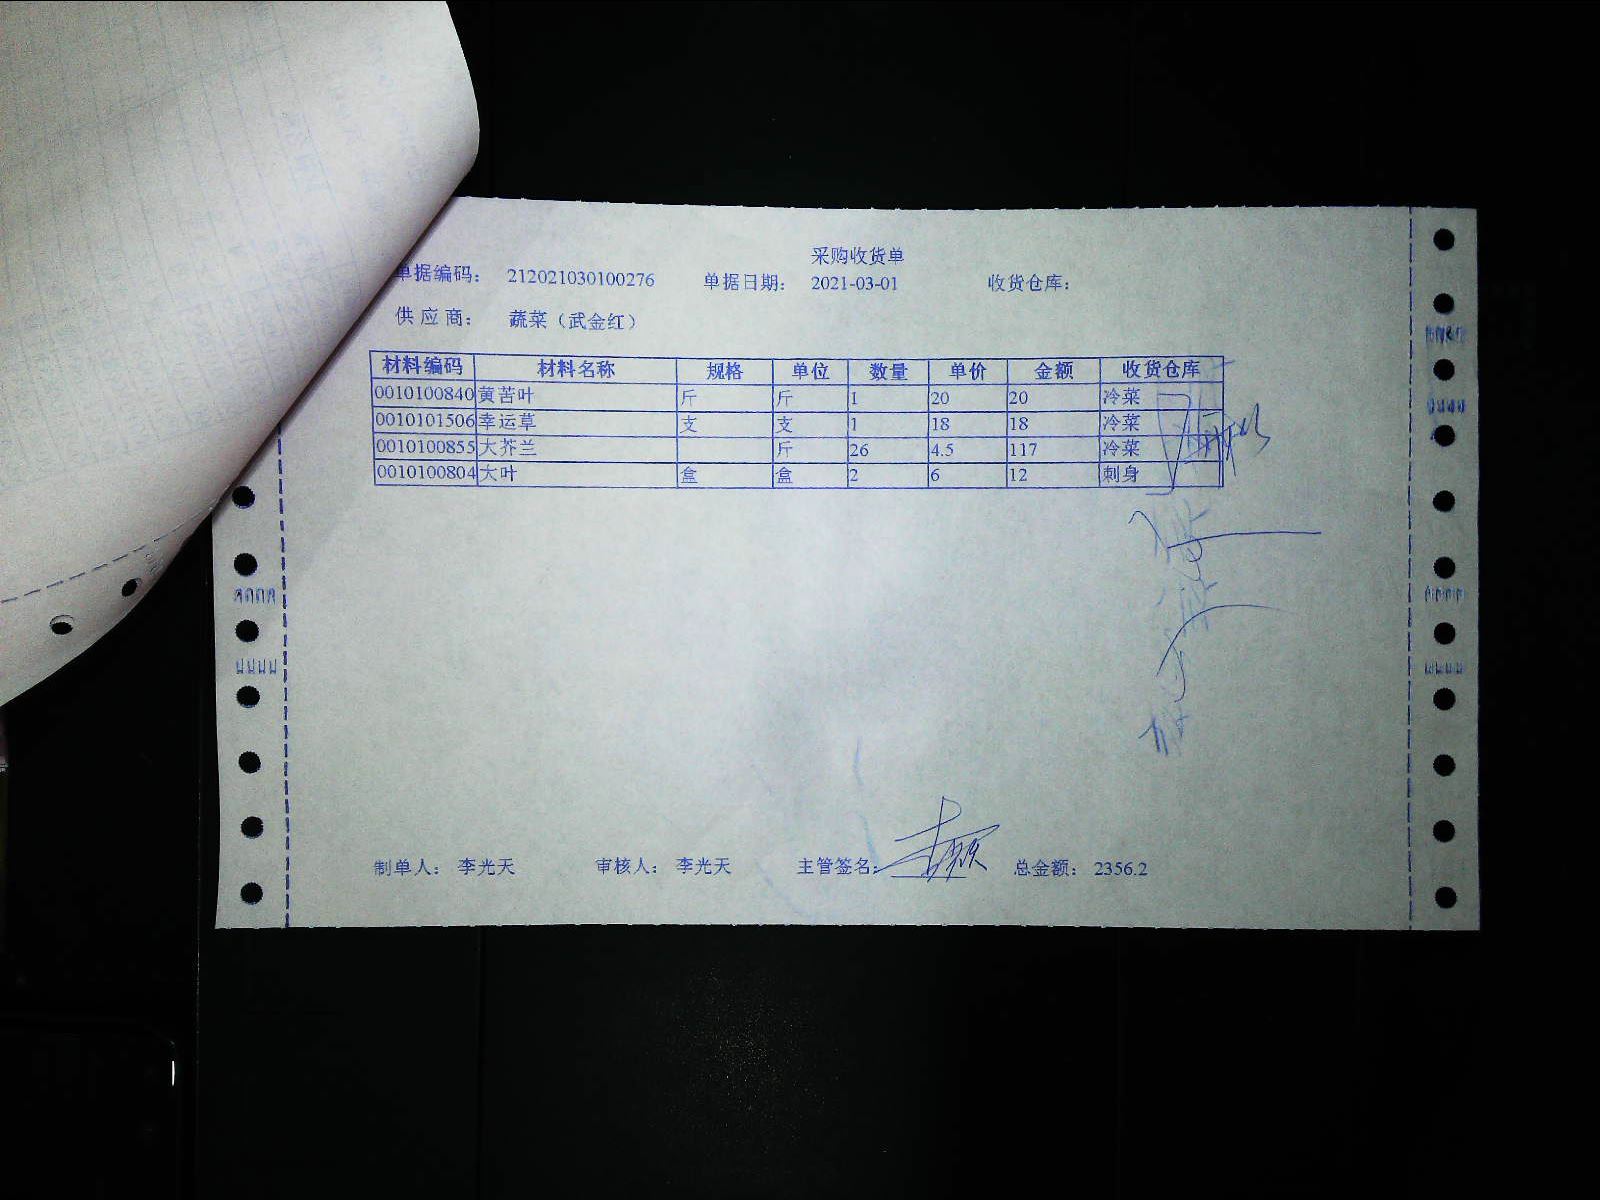 采购收货单
单据编码： 212021030100276 单据日期： 2021-03-01 收货仓库：
供应商： 蔬菜（武金红）
材料编码 材料名称 规格 单位 数量 单价 金额 收货仓库
0010100840 黄苦叶 斤 斤 1 20 20 冷菜
0010101506 幸运草 支 支 1 18 18 冷菜
0010100855 大芥兰 斤 26 4.5 117 冷菜
0010100804 大叶 盒 盒 2 6 12 刺身
制单人： 李光天 审核人： 李光天 主管签名： 总金额： 2356.2